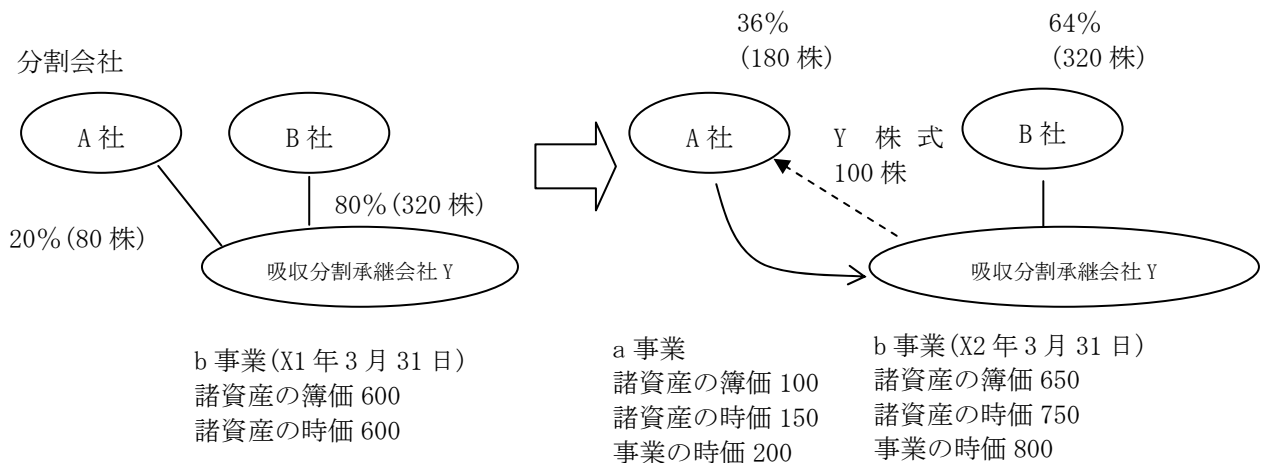 分割会社
A 社
B 社
20%(80 株)
80%(320 株)
吸収分割承継会社 Y
b 事業(X1 年 3 月 31 日)
諸資産の簿価 600
諸資産の時価 600
36%
(180 株)
64%
(320 株)
A 社
Y 株 式
100 株
B 社
吸収分割承継会社 Y
a 事業
諸資産の簿価 100
諸資産の時価 150
事業の時価 200
b 事業(X2 年 3 月 31 日)
諸資産の簿価 650
諸資産の時価 750
事業の時価 800